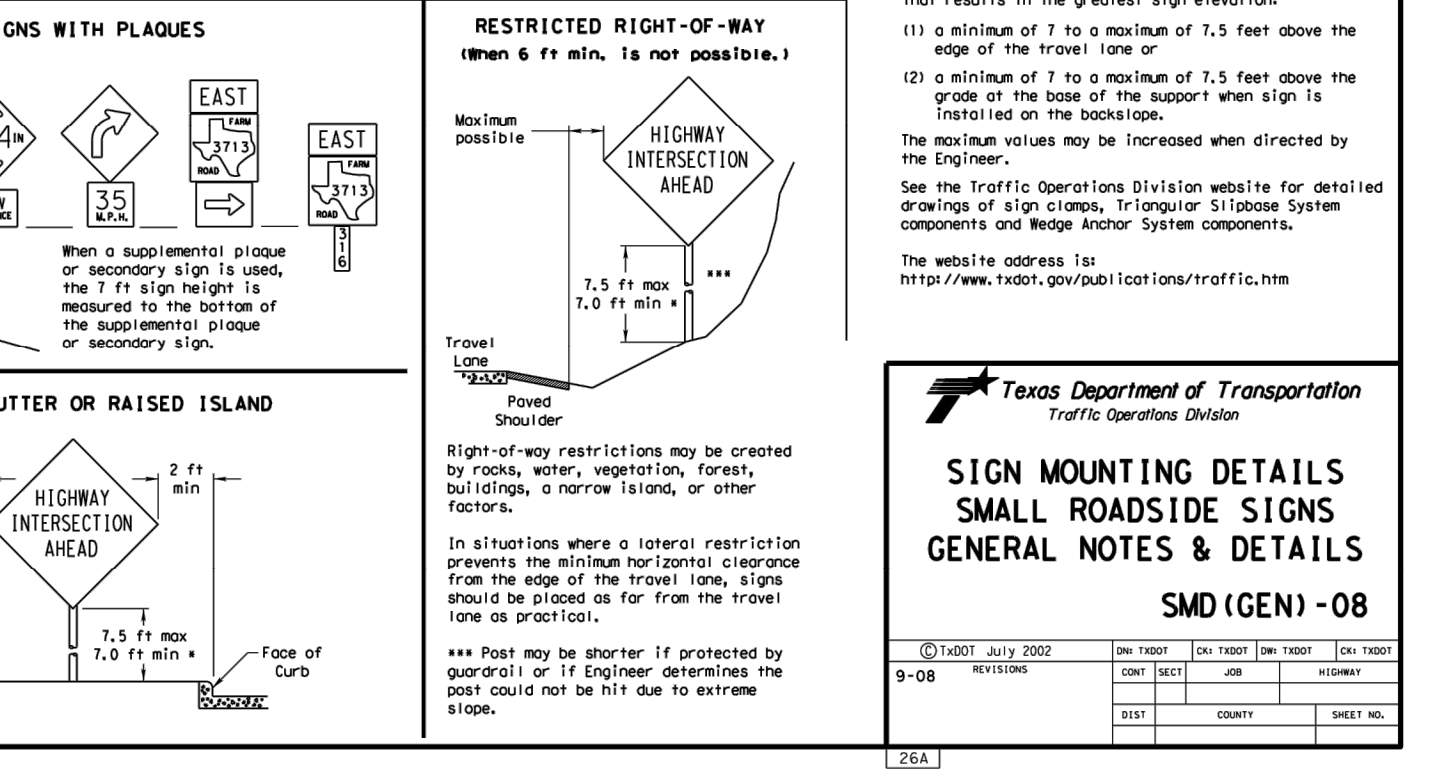 GNS WITH PLAQUES
4IN
EAST
FARM
3713
ROAD
35
M.P.H.
EAST
FARM
3713
ROAD
3
1
6
When a supplemental plaque
or secondary sign is used,
the 7 ft sign height is
measured to the bottom of
the supplemental plaque
or secondary sign.
UTTER OR RAISED ISLAND
2 ft
min
HIGHWAY
INTERSECTION
AHEAD
7.5 ft max
7.0 ft min *
Face of
Curb
RESTRICTED RIGHT-OF-WAY
(When 6 ft min. is not possible.)
Maximum
possible
HIGHWAY
INTERSECTION
AHEAD
7.5 ft max
7.0 ft min *
***
Travel
Lane
Paved
Shoulder
Right-of-way restrictions may be created
by rocks, water, vegetation, forest,
buildings, a narrow island, or other
factors.
In situations where a lateral restriction
prevents the minimum horizontal clearance
from the edge of the travel lane, signs
should be placed as far from the travel
lane as practical.
*** Post may be shorter if protected by
guardrail or if Engineer determines the
post could not be hit due to extreme
slope.
that results in the greatest sign elevation:
(1) a minimum of 7 to a maximum of 7.5 feet above the
edge of the travel lane or
(2) a minimum of 7 to a maximum of 7.5 feet above the
grade at the base of the support when sign is
installed on the backslope.
The maximum values may be increased when directed by
the Engineer.
See the Traffic Operations Division website for detailed
drawings of sign clamps, Triangular Slipbase System
components and Wedge Anchor System components.
The website address is:
http://www.txdot.gov/publications/traffic.htm
Texas Department of Transportation
Traffic Operations Division
SIGN MOUNTING DETAILS
SMALL ROADSIDE SIGNS
GENERAL NOTES & DETAILS
SMD(GEN)-08
©TxDOT July 2002
DN: TXDOT
CK: TXDOT
DW: TXDOT
CK: TXDOT
9-08
REVISIONS
CONT
SECT
JOB
HIGHWAY
DIST
COUNTY
SHEET NO.
26A